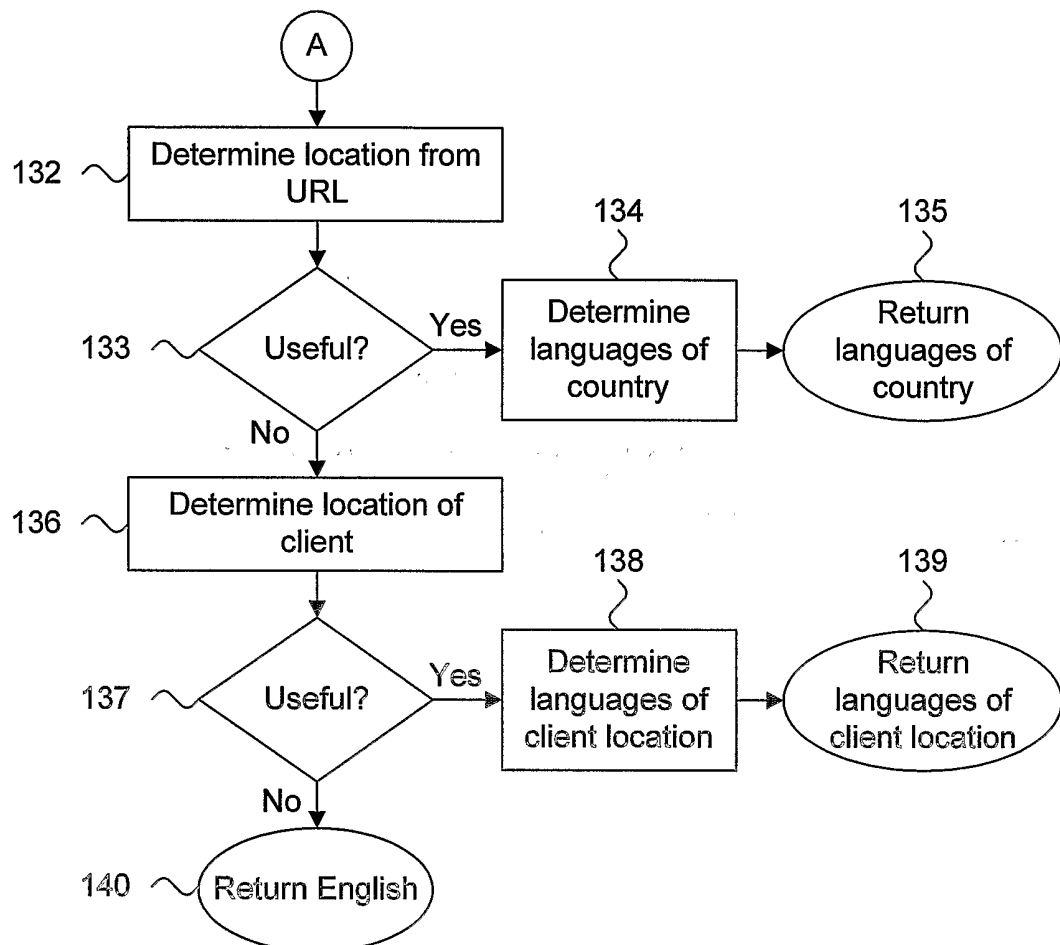 A
132
Determine location from
URL
134
135
133
Useful?
Yes
Determine
languages of
country
Return
languages of
country
No
136
Determine location of
client
138
139
137
Useful?
Yes
Determine
languages of
client location
Return
languages of
client location
No
140
Return English